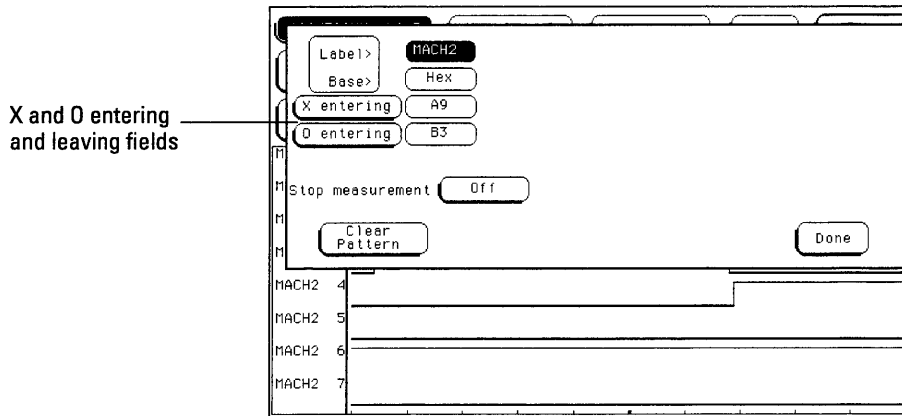 Label> MACH2
Base> Hex
X entering A9
O entering B3
X and O entering
and leaving fields
Stop measurement Off
Clear
Pattern
Done
M
M
M
M
MACH2 4
MACH2 5
MACH2 6
MACH2 7